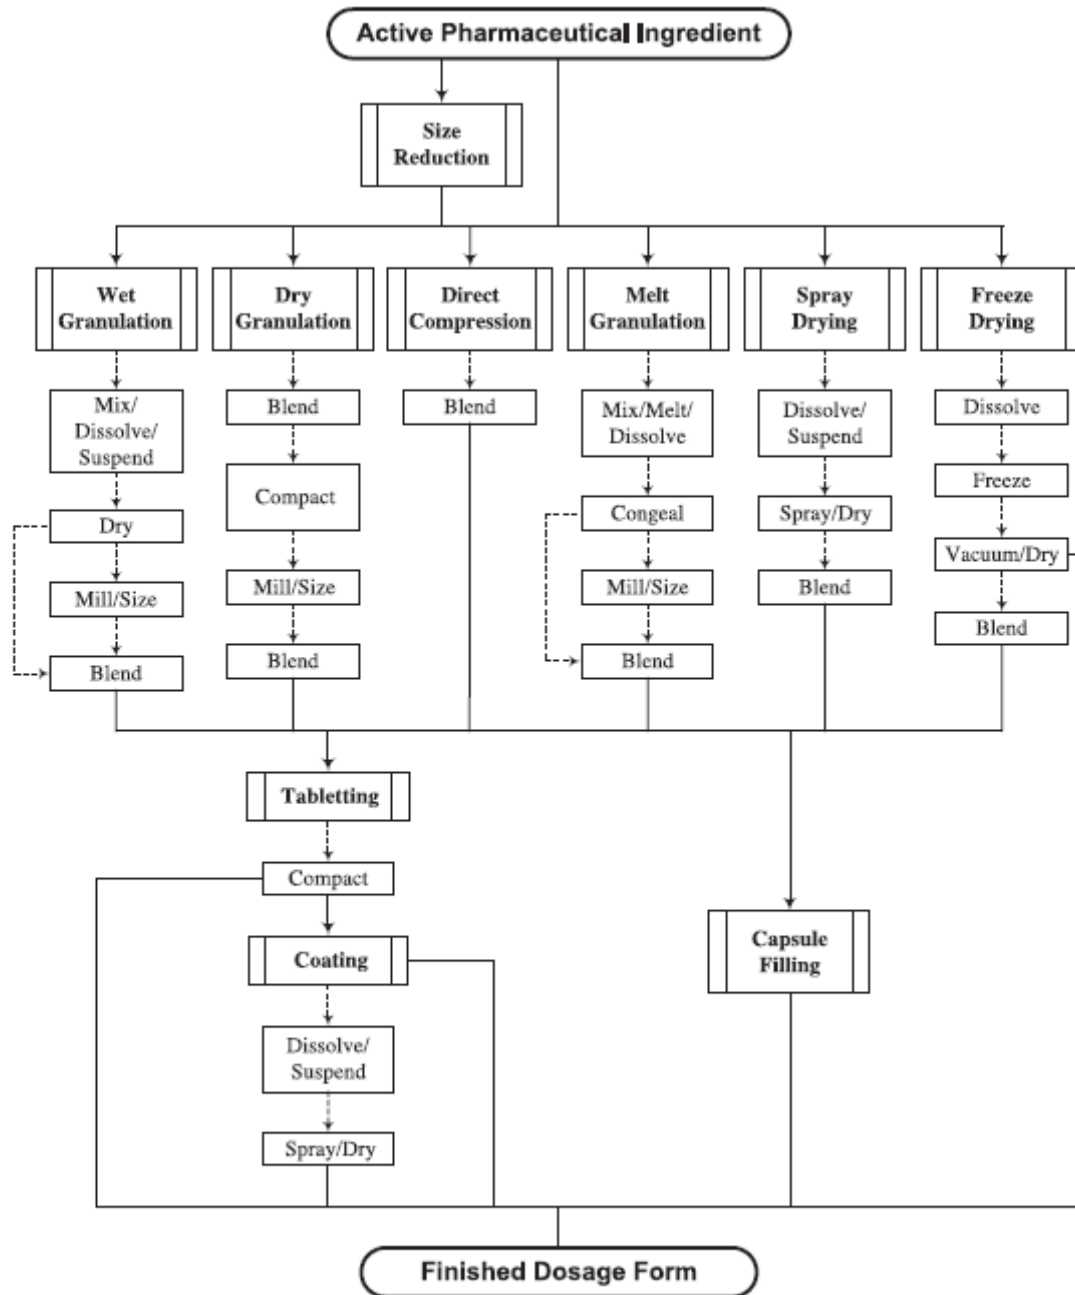 Active Pharmaceutical Ingredient
Size
Reduction
Wet
Granulation
Dry
Granulation
Direct
Compression
Melt
Granulation
Spray
Drying
Freeze
Drying
Mix/
Dissolve/
Suspend
Dry
Mill/Size
Blend
Blend
Compact
Mill/Size
Blend
Blend
Mix/Melt/
Dissolve
Congeal
Mill/Size
Blend
Dissolve/
Suspend
Spray/Dry
Blend
Dissolve
Freeze
Vacuum/Dry
Blend
Tabletting
Compact
Coating
Dissolve/
Suspend
Spray/Dry
Capsule
Filling
Finished Dosage Form